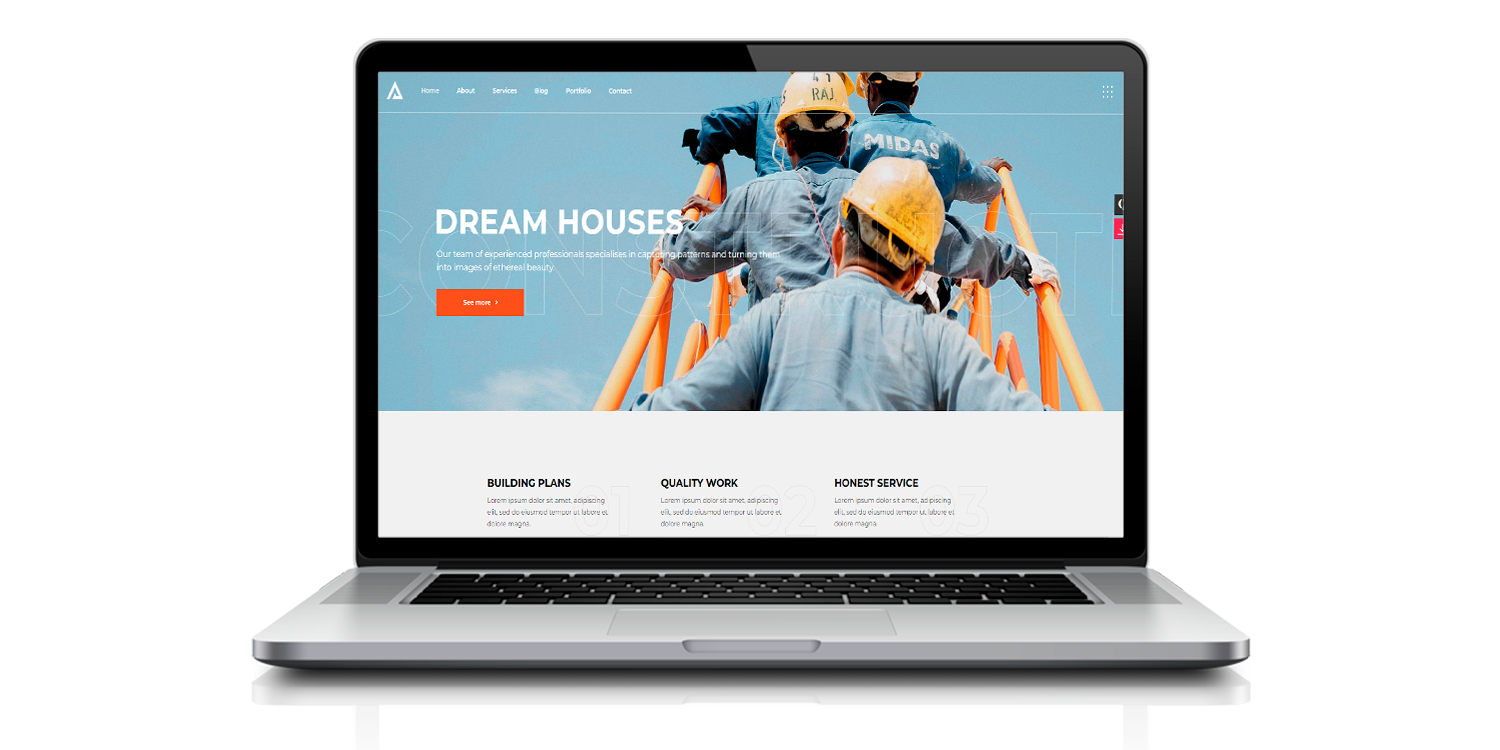 Home About Services Blog Portfolio Contact
41
RAJ
MIDAS
DREAM HOUSES
Our team of experienced professionals specialises in capturing patterns and turning them
into images of ethereal beauty.
See more ›
BUILDING PLANS
Lorem ipsum dolor sit amet, adipiscing
elit, sed do eiusmod tempor ut labore et
dolore magna.
01
QUALITY WORK
Lorem ipsum dolor sit amet, adipiscing
elit, sed do eiusmod tempor ut labore et
dolore magna.
02
HONEST SERVICE
Lorem ipsum dolor sit amet, adipiscing
elit, sed do eiusmod tempor ut labore et
dolore magna.
03